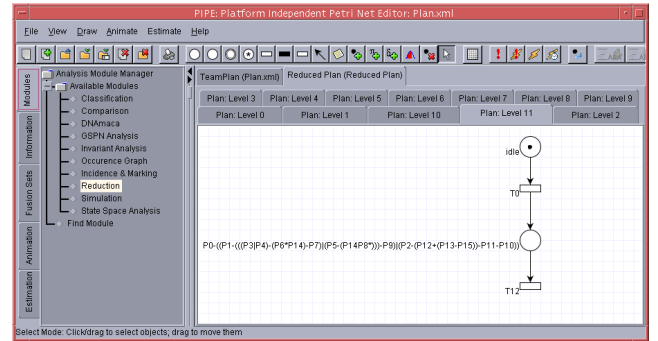 PIPE: Platform Independent Petri Net Editor: Plan.xml
File View Draw Animate Estimate Help
Modules
Information
Fusion Sets
Animation
Estimation
Analysis Module Manager
Available Modules
Classification
Comparison
DNAmaca
GSPN Analysis
Invariant Analysis
Occurence Graph
Incidence & Marking
Reduction
Simulation
State Space Analysis
Find Module
TeamPlan (Plan.xml) Reduced Plan (Reduced Plan)
Plan: Level 3 Plan: Level 4 Plan: Level 5 Plan: Level 6 Plan: Level 7 Plan: Level 8 Plan: Level 9
Plan: Level 0 Plan: Level 1 Plan: Level 10 Plan: Level 11 Plan: Level 2
idle
T0
P0-((P1-(((P3|P4)-(P6*P14)-P7)|(P5-(P14P8*)))-P9)|(P2-(P12+(P13-P15))-P11-P10))
T12
Select Mode: Click/drag to select objects; drag to move them